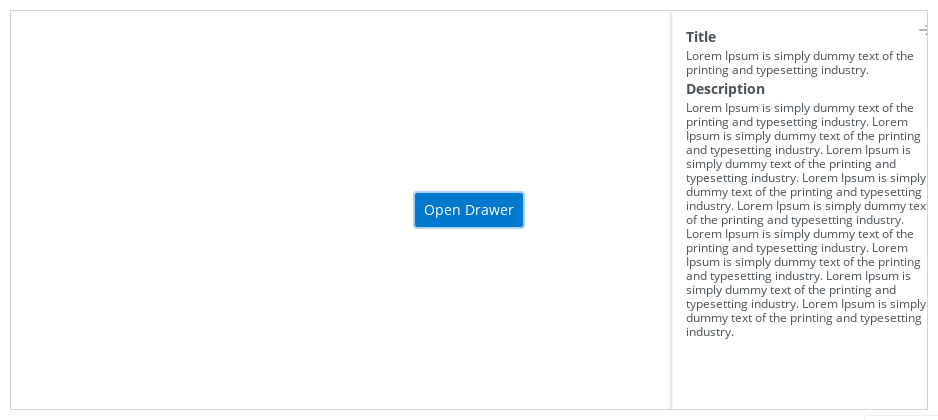 Open Drawer
Title
Lorem Ipsum is simply dummy text of the
printing and typesetting industry.
Description
Lorem Ipsum is simply dummy text of the
printing and typesetting industry. Lorem
Ipsum is simply dummy text of the printing
and typesetting industry. Lorem Ipsum is
simply dummy text of the printing and
typesetting industry. Lorem Ipsum is simply
dummy text of the printing and typesetting
industry. Lorem Ipsum is simply dummy text
of the printing and typesetting industry.
Lorem Ipsum is simply dummy text of the
printing and typesetting industry. Lorem
Ipsum is simply dummy text of the printing
and typesetting industry. Lorem Ipsum is
simply dummy text of the printing and
typesetting industry. Lorem Ipsum is simply
dummy text of the printing and typesetting
industry.